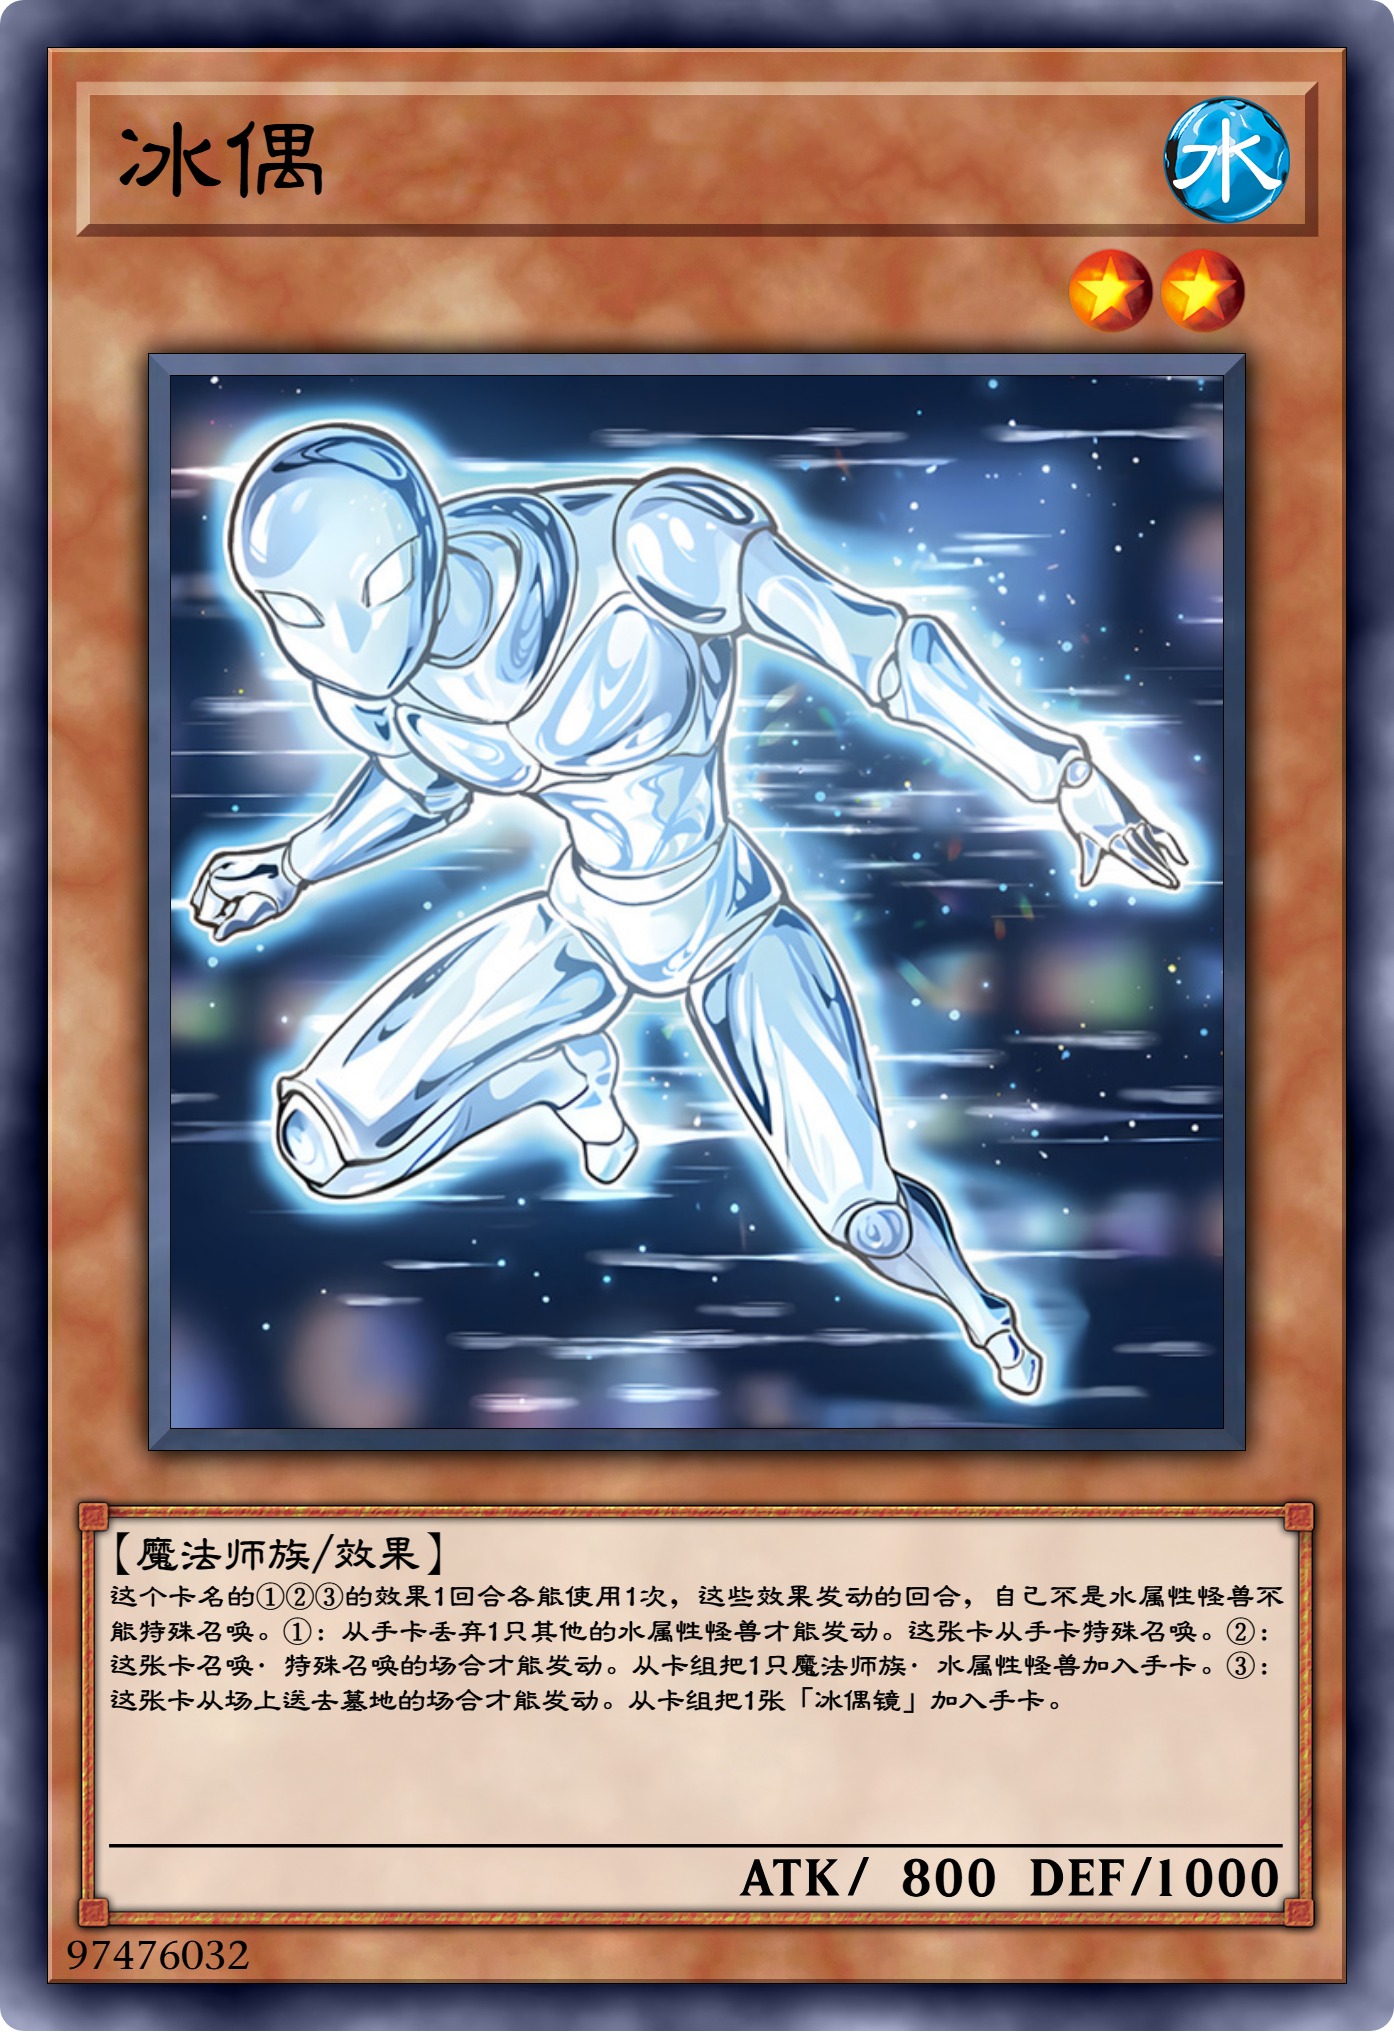 冰偶
水
【魔法师族/效果】
这个卡名的①②③的效果1回合各能使用1次，这些效果发动的回合，自己不是水属性怪兽不
能特殊召唤。①：从手卡丢弃1只其他的水属性怪兽才能发动。这张卡从手卡特殊召唤。②：
这张卡召唤·特殊召唤的场合才能发动。从卡组把1只魔法师族·水属性怪兽加入手卡。③：
这张卡从场上送去墓地的场合才能发动。从卡组把1张「冰偶镜」加入手卡。
ATK/ 800 DEF/1000
97476032